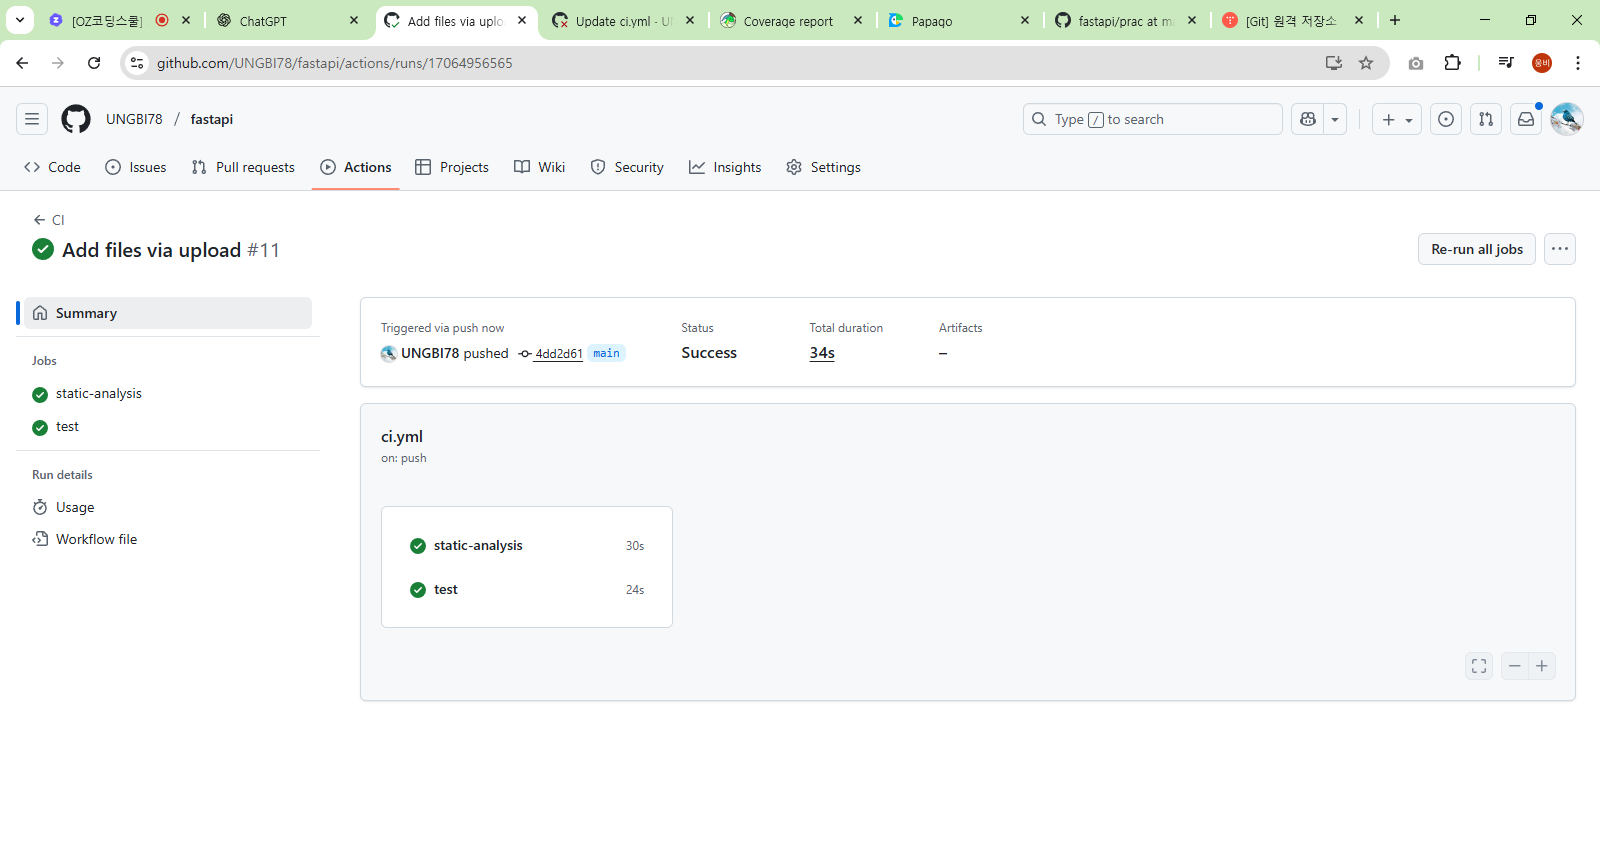 [OZ코딩스쿨]
ChatGPT
Add files via uplo
Update ci.yml · U
Coverage report
Papago
fastapi/prac at ma
[Git] 원격 저장소
github.com/UNGBI78/fastapi/actions/runs/17064956565
웅비
UNGBI78 / fastapi
Type / to search
Code
Issues
Pull requests
Actions
Projects
Wiki
Security
Insights
Settings
CI
Add files via upload #11
Re-run all jobs
Summary
Jobs
static-analysis
test
Run details
Usage
Workflow file
Triggered via push now
UNGBI78 pushed 4dd2d61 main
Status
Success
Total duration
34s
Artifacts
–
ci.yml
on: push
static-analysis 30s
test 24s